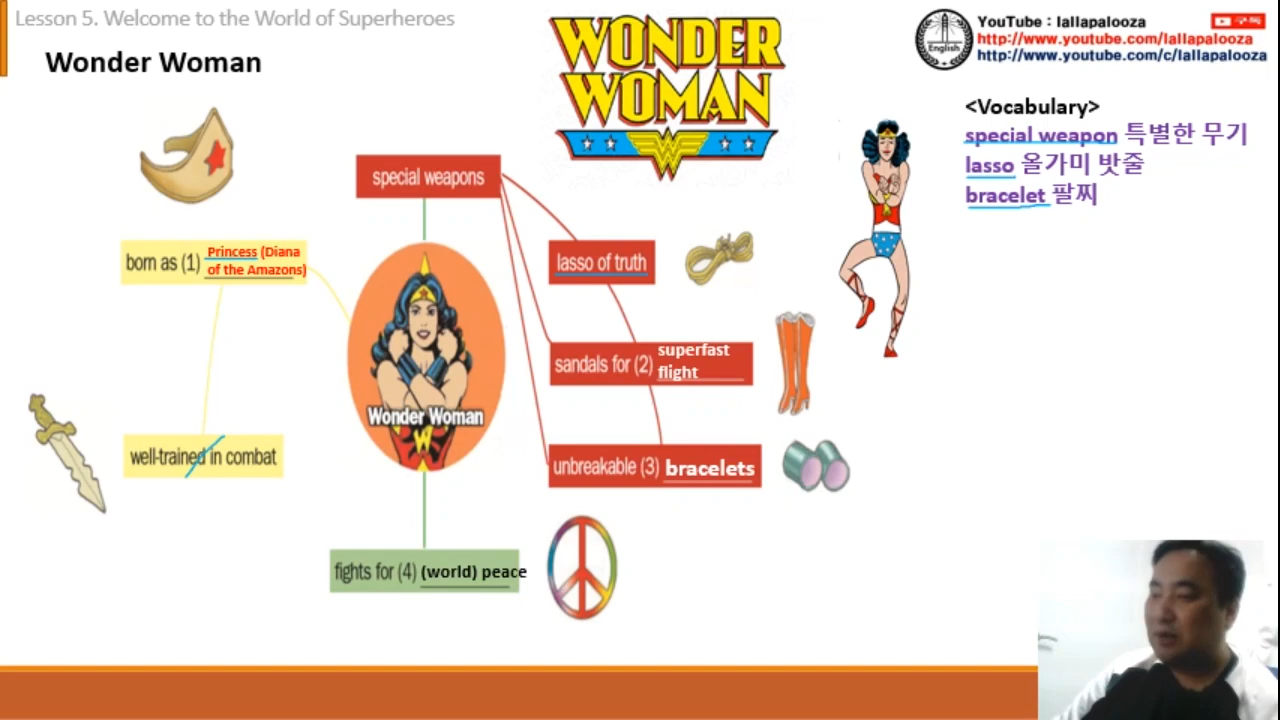 Lesson 5. Welcome to the World of Superheroes
Wonder Woman
WONDER
WOMAN
English
YouTube : lallapalooza
구독
http://www.youtube.com/lallapalooza
http://www.youtube.com/c/lallapalooza
<Vocabulary>
special weapon 특별한 무기
lasso 올가미 밧줄
bracelet 팔찌
special weapons
born as (1) Princess (Diana
of the Amazons)
lasso of truth
sandals for (2) superfast
flight
Wonder Woman
well-trained in combat
unbreakable (3) bracelets
fights for (4) (world) peace